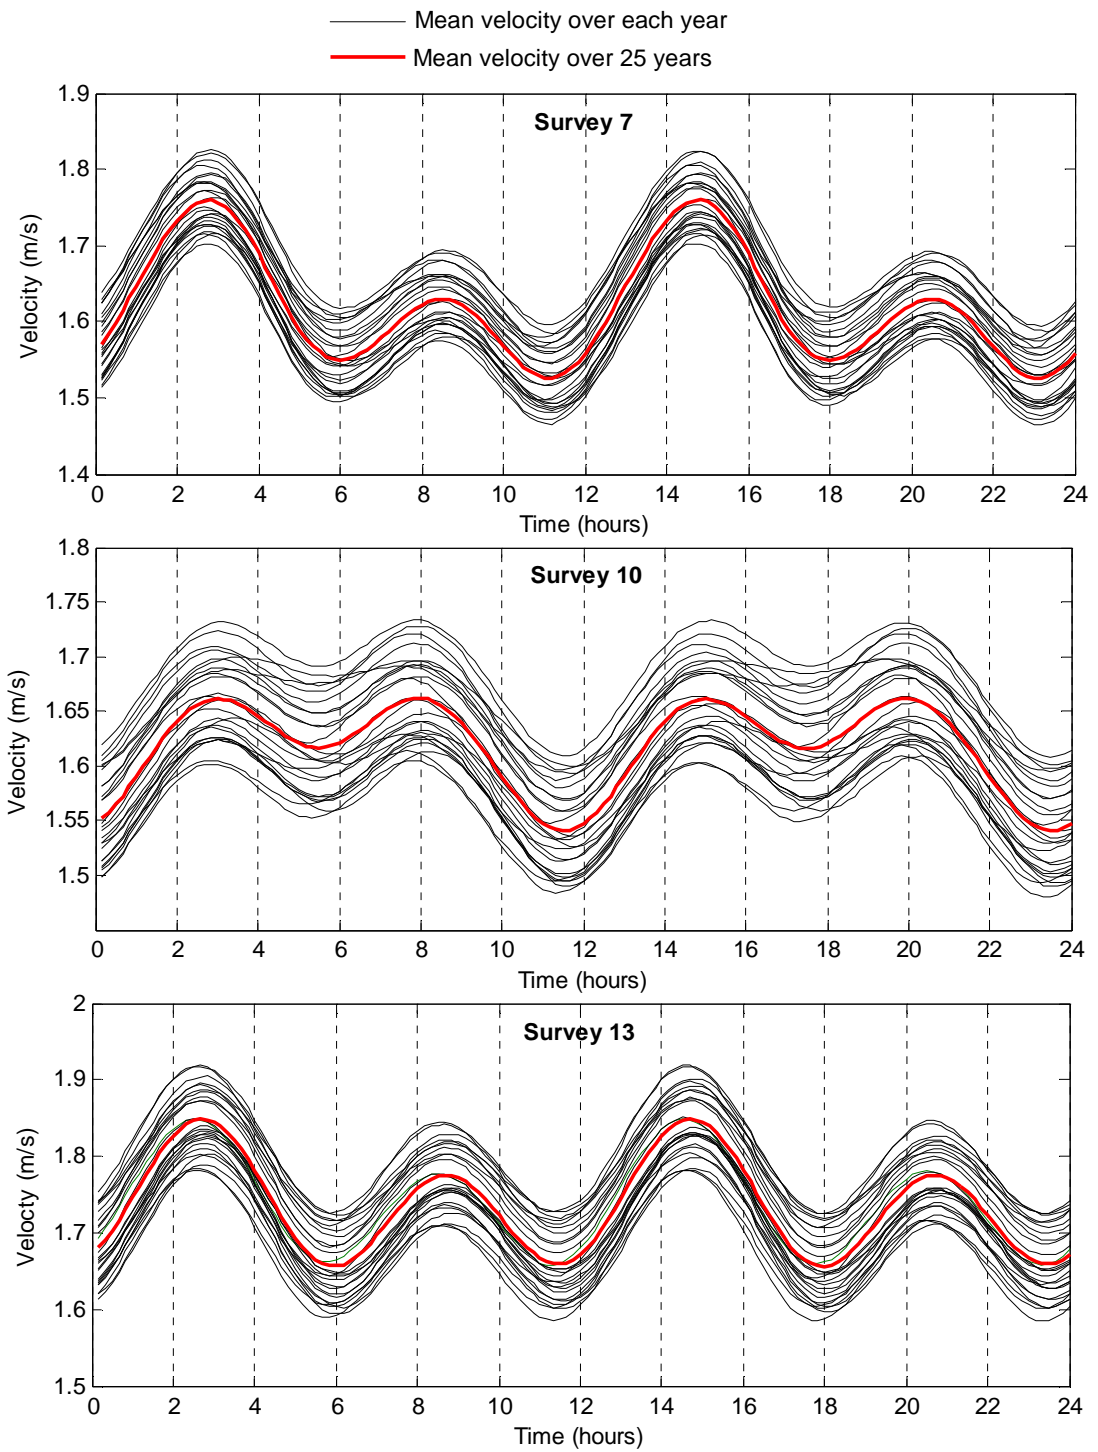 Mean velocity over each year
Mean velocity over 25 years
Survey 7
Velocity (m/s)
1.9
1.8
1.7
1.6
1.5
1.4
0 2 4 6 8 10 12 14 16 18 20 22 24
Time (hours)
Survey 10
Velocity (m/s)
1.8
1.75
1.7
1.65
1.6
1.55
1.5
0 2 4 6 8 10 12 14 16 18 20 22 24
Time (hours)
Survey 13
Velocty (m/s)
2
1.9
1.8
1.7
1.6
1.5
0 2 4 6 8 10 12 14 16 18 20 22 24
Time (hours)